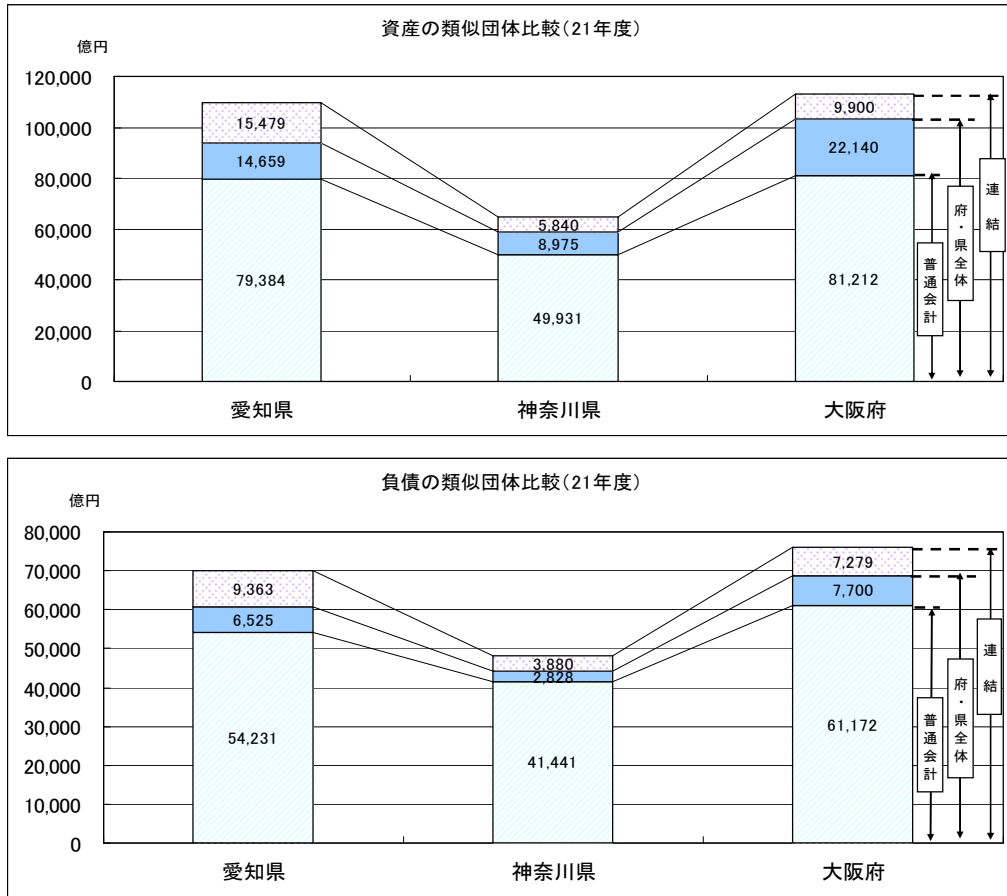 資産の類似団体比較(21年度)
億円
120,000
100,000
80,000
60,000
40,000
20,000
0
15,479
14,659
79,384
5,840
8,975
49,931
9,900
22,140
81,212
普通会計
府・県全体
連結
愛知県
神奈川県
大阪府
負債の類似団体比較(21年度)
億円
80,000
70,000
60,000
50,000
40,000
30,000
20,000
10,000
0
9,363
6,525
54,231
3,880
2,828
41,441
7,279
7,700
61,172
普通会計
府・県全体
連結
愛知県
神奈川県
大阪府